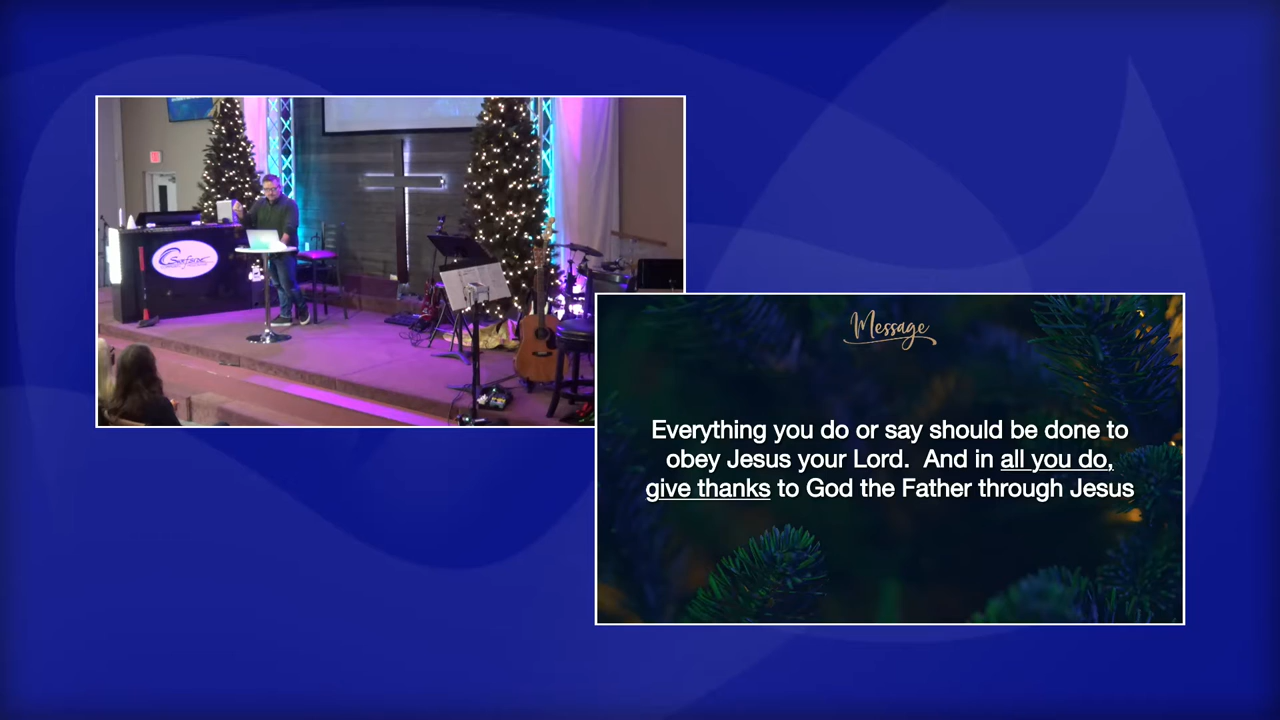 Surfside
Message
Everything you do or say should be done to
obey Jesus your Lord.  And in all you do,
give thanks to God the Father through Jesus